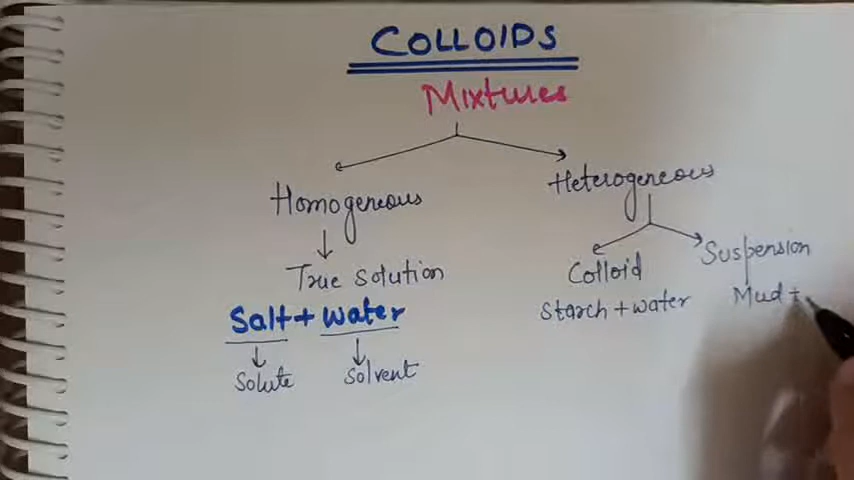 COLLOIDS
Mixtures
Homogeneous
Heterogeneous
True solution
Colloid
Suspension
Salt + water
Starch + water
Mud +
Solute
Solvent